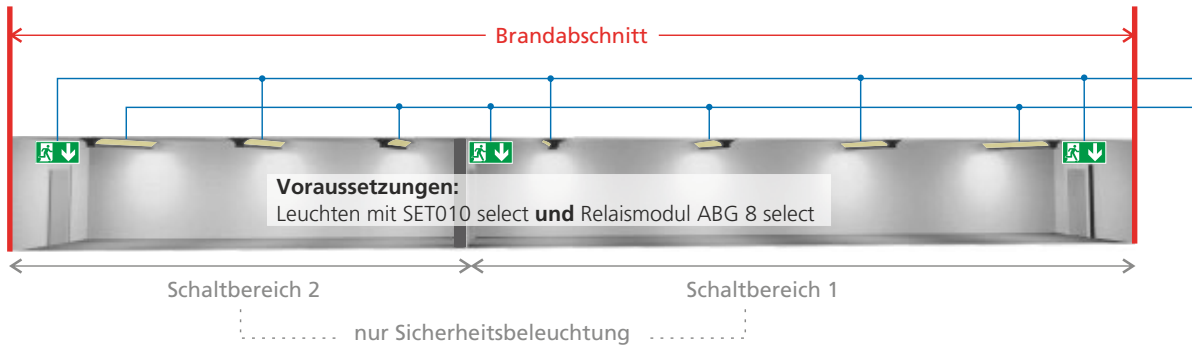 Brandabschnitt
Voraussetzungen:
Leuchten mit SET010 select und Relaismodul ABG 8 select
Schaltbereich 2
Schaltbereich 1
nur Sicherheitsbeleuchtung